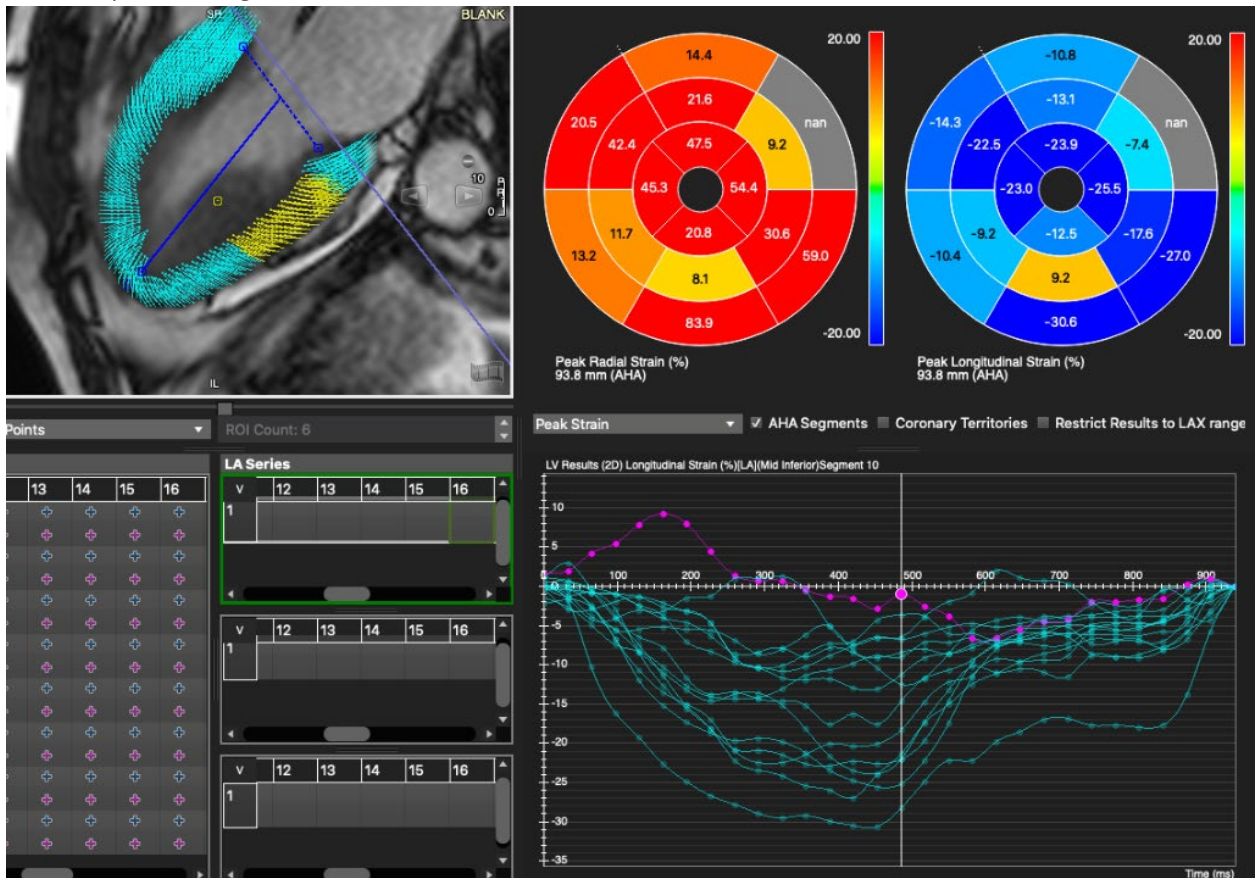 SR
BLANK
10
0
IL
20.00
14.4
20.5
21.6
nan
42.4
47.5
9.2
45.3
54.4
11.7
20.8
30.6
13.2
59.0
8.1
83.9
-20.00
Peak Radial Strain (%)
93.8 mm (AHA)
20.00
-10.8
-14.3
-13.1
nan
-22.5
-23.9
-7.4
-23.0
-25.5
-9.2
-12.5
-17.6
-10.4
-27.0
9.2
-30.6
-20.00
Peak Longitudinal Strain (%)
93.8 mm (AHA)
Points
ROI Count: 6
Peak Strain
AHA Segments
Coronary Territories
Restrict Results to LAX range
13 14 15 16
LA Series
V 12 13 14 15 16
1
V 12 13 14 15 16
1
V 12 13 14 15 16
1
LV Results (2D) Longitudinal Strain (%)[LA](Mid Inferior)Segment 10
10
5
0
100 200 300 400 500 600 700 800 900
-5
-10
-15
-20
-25
-30
-35
Time (ms)